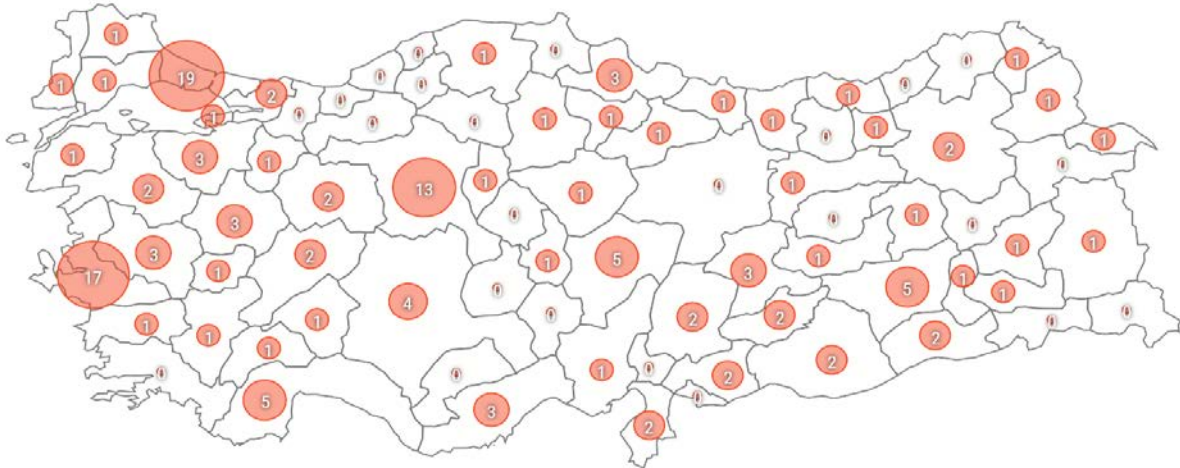 1
0 1 0 0 1
1 1 19 0 0 3 0
2 0 1 1 1
1 0 0 0 1 1 1 1 0 1
1 3 1 2 0 1
2 2 13 1 1 0 1
3 0 0 1 0
3 2 1 5 1 1 1
17 1 0 3 5 1 1
1 1 4 0 2 2 0 0
1 1 2
0 0 1 0 2 2
5 3 0
2